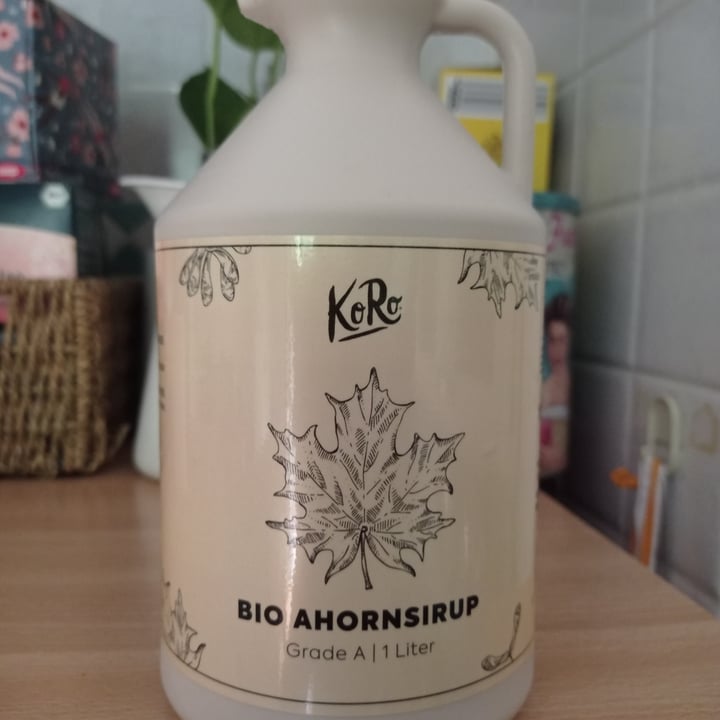 KoRo
BIO AHORNSIRUP
Grade A | 1 Liter